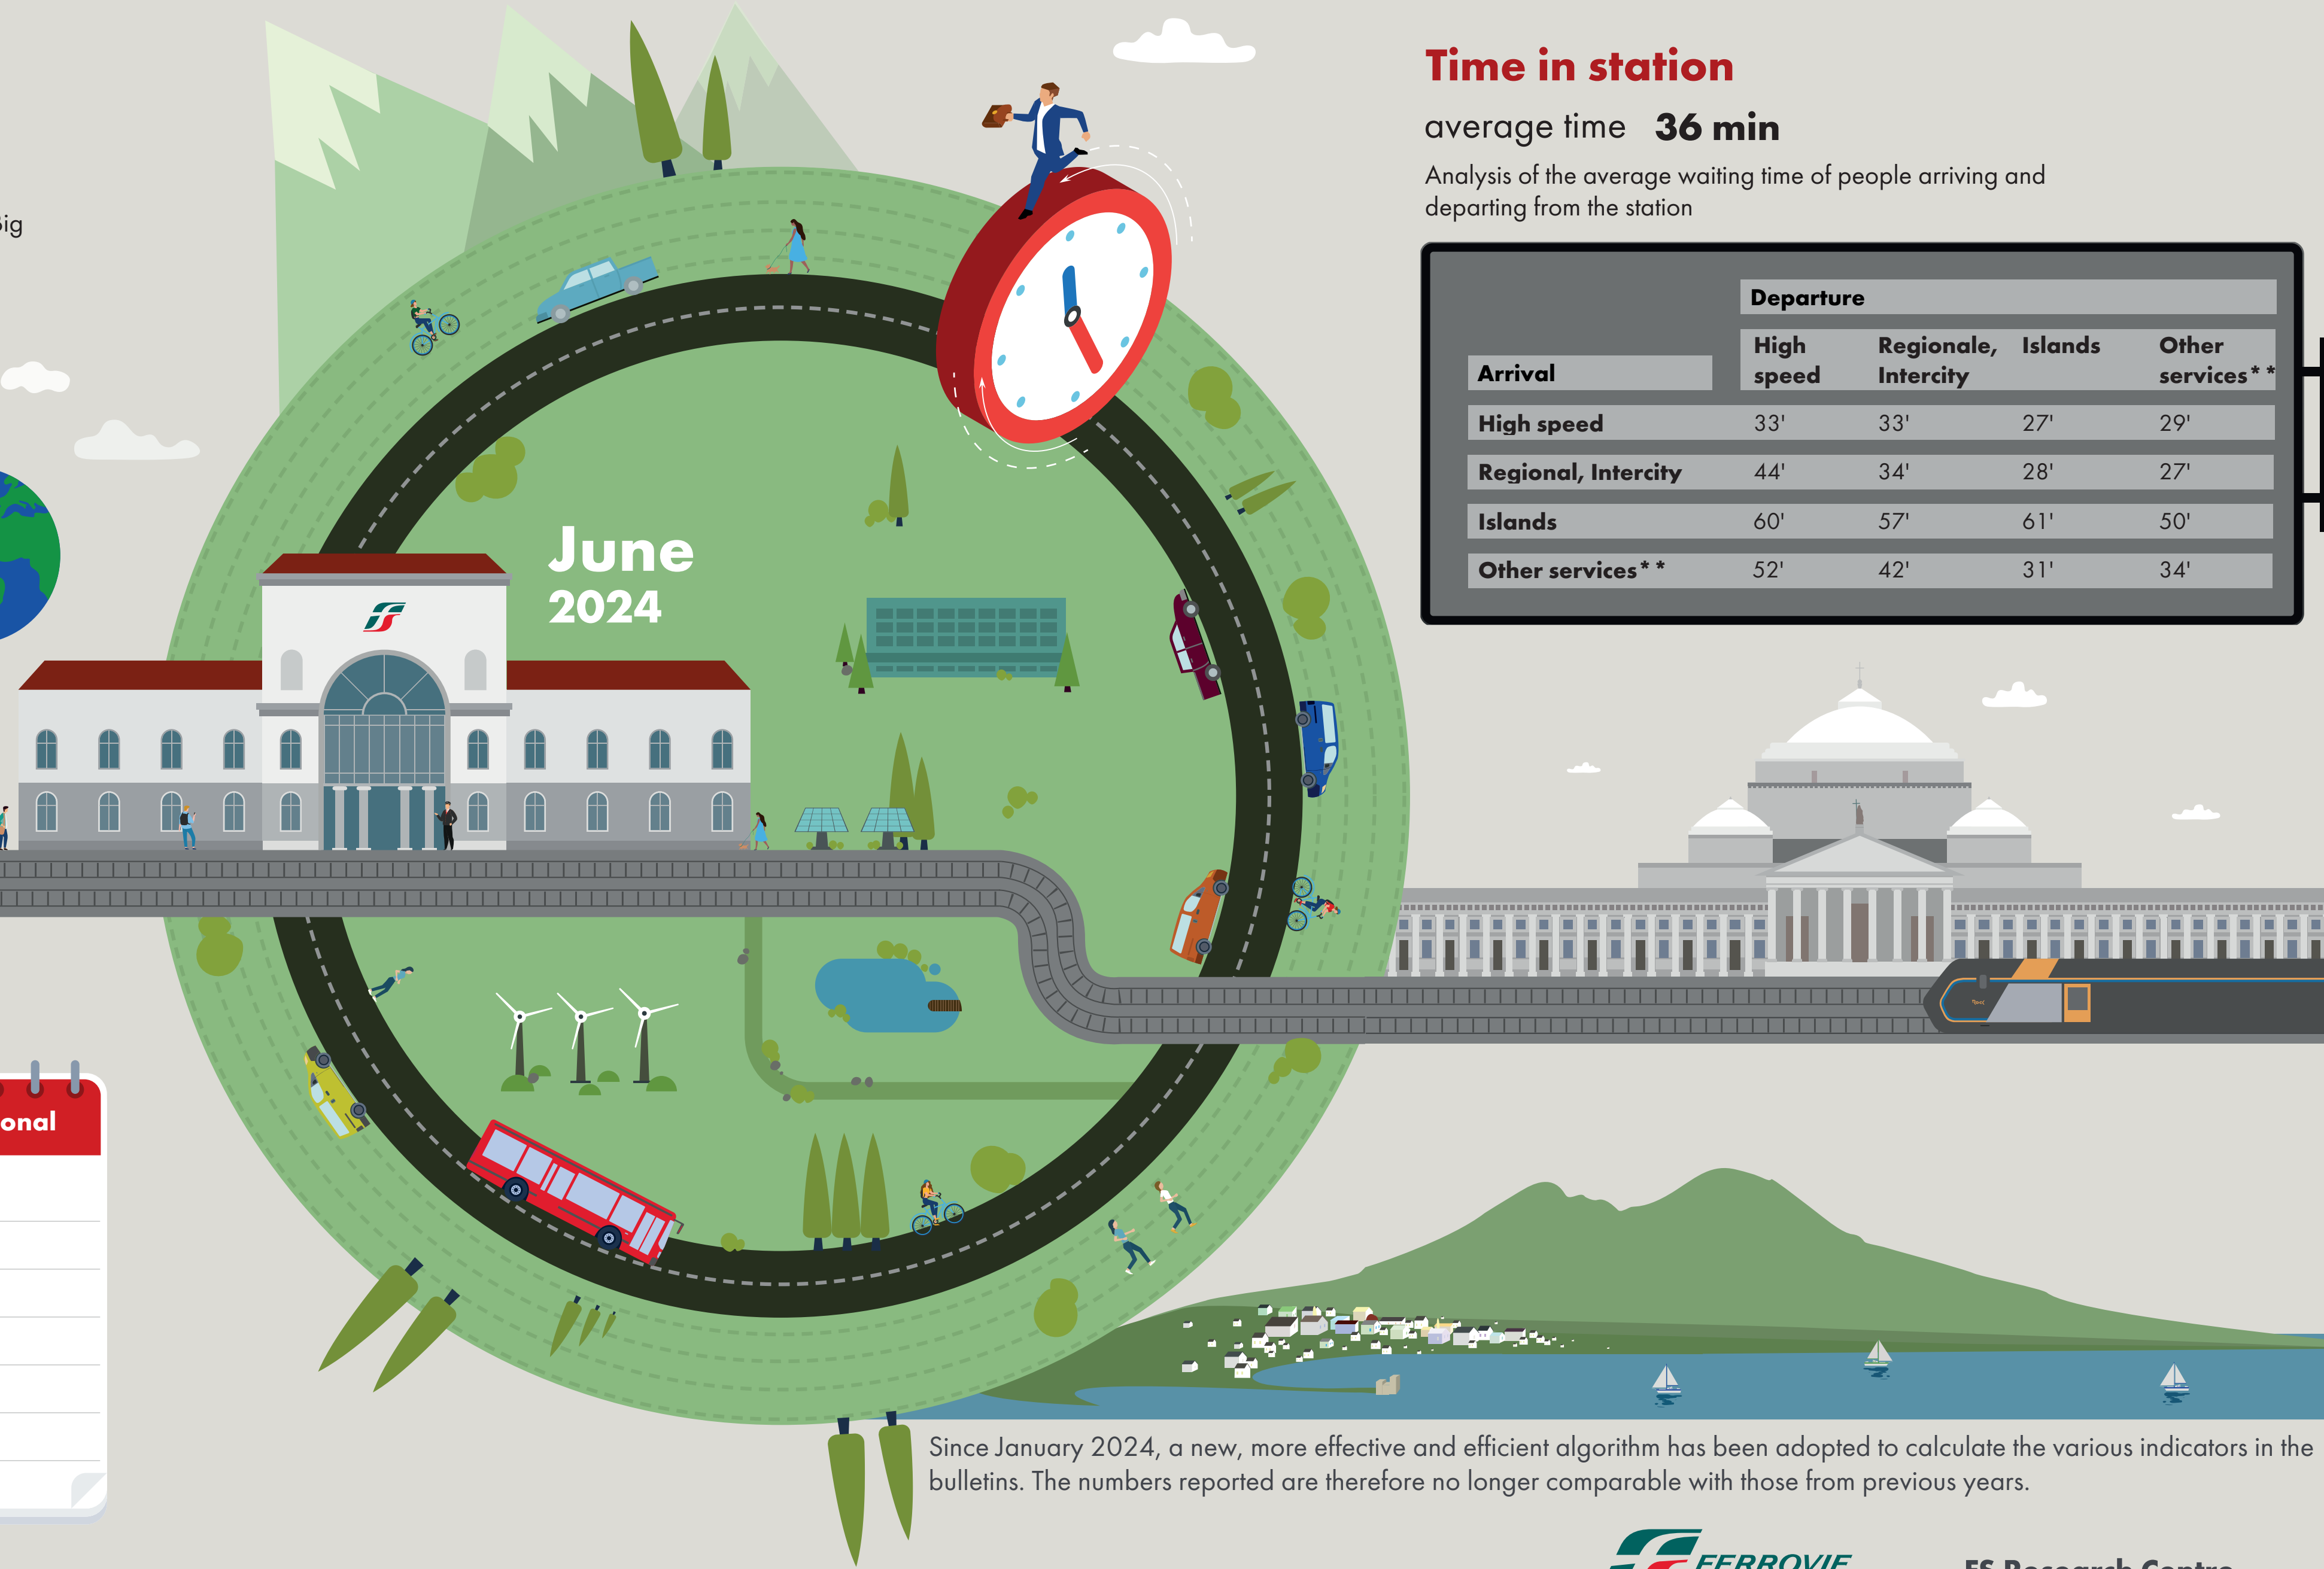 Big
Time in station
average time 36 min
Analysis of the average waiting time of people arriving and
departing from the station
Departure
Arrival
High speed
Regionale, Intercity
Islands
Other services**
High speed 33' 33' 27' 29'
Regional, Intercity 44' 34' 28' 27'
Islands 60' 57' 61' 50'
Other services** 52' 42' 31' 34'
June
2024
onal
Since January 2024, a new, more effective and efficient algorithm has been adopted to calculate the various indicators in the
bulletins. The numbers reported are therefore no longer comparable with those from previous years.
FERROVIE
FS Research Centre